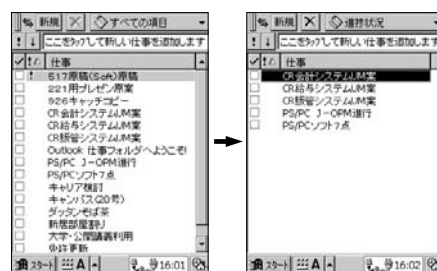 新規 すべての項目
ここをﾀｯﾌﾟして新しい仕事を追加します
仕事
517原稿(Soft)原稿
221用プレゼン原案
926キャッチコピー
CR会計システムJM案
CR給与システムJM案
CR販管システムJM案
Outlook 仕事フォルダへようこそ!
PS/PC J-OPM進行
PS/PCソフト7点
キャリア検討
キャンバス(20号)
ダッタンそば茶
新居部屋割り
大学・公開講義利用
免許更新
ｽﾀｰﾄ A 16:01
新規 進捗状況
ここをﾀｯﾌﾟして新しい仕事を追加します
仕事
CR会計システムJM案
CR給与システムJM案
CR販管システムJM案
PS/PC J-OPM進行
PS/PCソフト7点
ｽﾀｰﾄ A 16:02